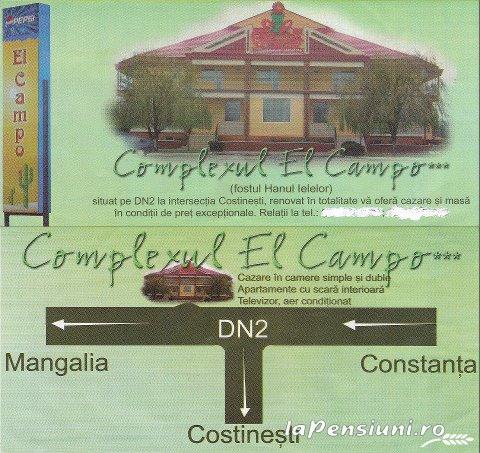 PEPSI
El Campo
Complexul El Campo***
(fostul Hanul Ielelor)
situat pe DN2 la intersecția Costinesti, renovat în totalitate vă oferă cazare și masă
în condiții de preț excepționale. Relații la tel.:
Complexul El Campo***
Cazare în camere simple și duble
Apartamente cu scară interioară
Televizor, aer condiționat
DN2
Mangalia
Constanța
Costinești
laPensiuni.ro